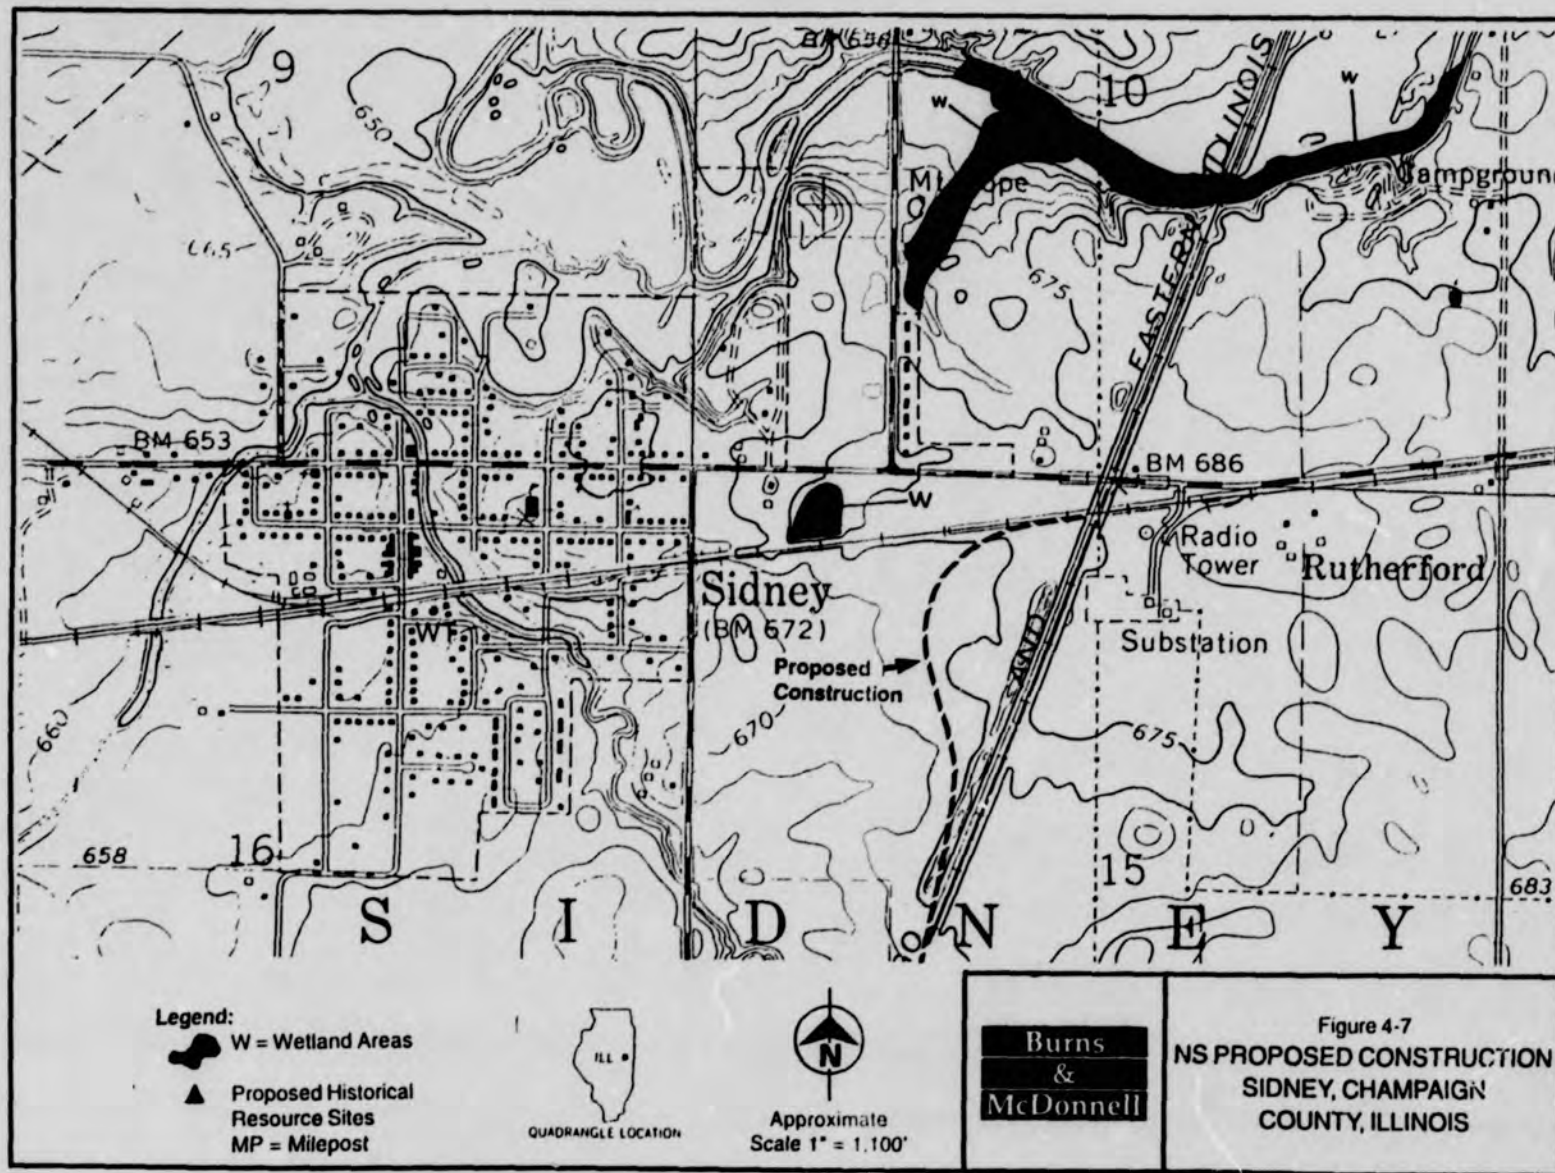 BM 656
9
10
ILLINOIS
W
W
650
Campground
665
675
EASTERN
BM 653
BM 686
W
Radio
Tower
Rutherford
Sidney
(BM 672)
WT
AND
Substation
Proposed
Construction
660
670
675
658
16
15
683
S I D N E Y
Legend:
W = Wetland Areas
Proposed Historical
Resource Sites
MP = Milepost
ILL
QUADRANGLE LOCATION
N
Approximate
Scale 1" = 1,100'
Burns
&
McDonnell
Figure 4-7
NS PROPOSED CONSTRUCTION
SIDNEY, CHAMPAIGN
COUNTY, ILLINOIS